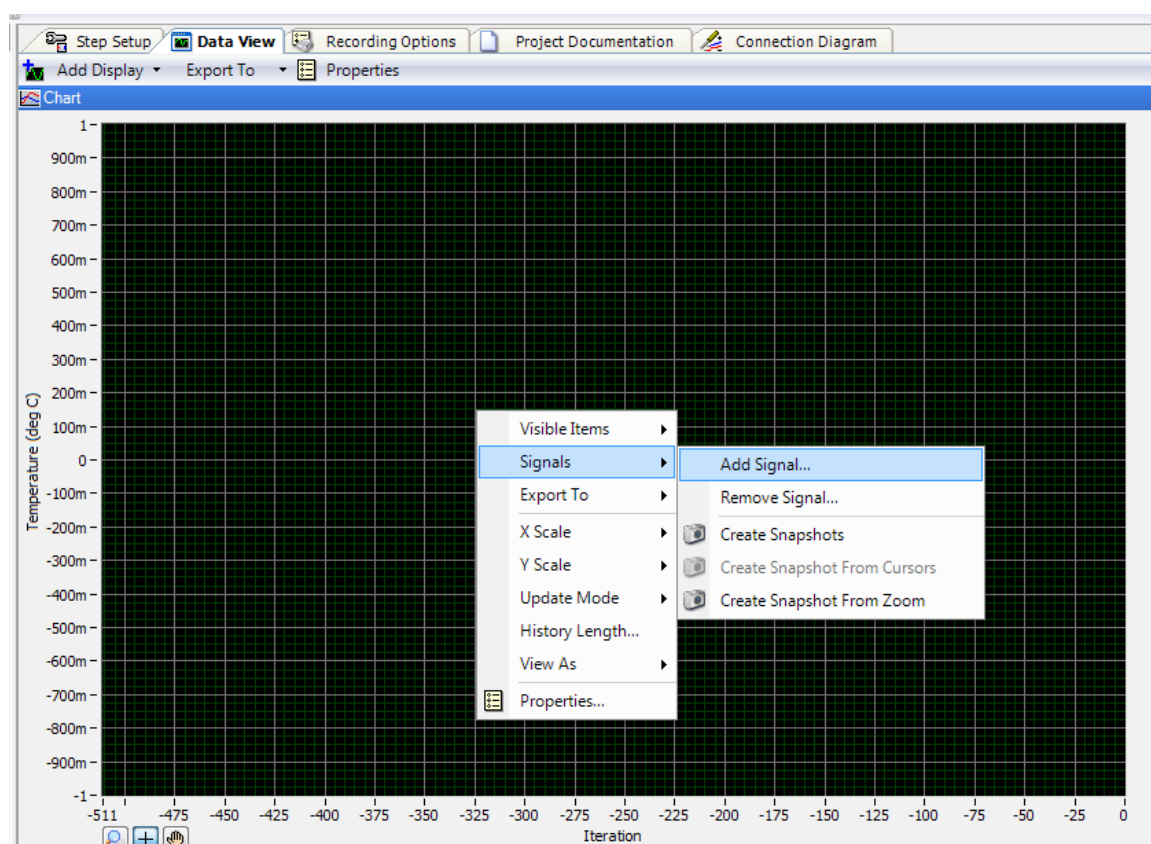 Step Setup Data View Recording Options Project Documentation Connection Diagram
Add Display Export To Properties
Chart
1
900m
800m
700m
600m
500m
400m
300m
200m
100m
0
-100m
-200m
-300m
-400m
-500m
-600m
-700m
-800m
-900m
-1
Temperature (deg C)
Visible Items
Signals
Export To
X Scale
Y Scale
Update Mode
History Length...
View As
Properties...
Add Signal...
Remove Signal...
Create Snapshots
Create Snapshot From Cursors
Create Snapshot From Zoom
-511 -475 -450 -425 -400 -375 -350 -325 -300 -275 -250 -225 -200 -175 -150 -125 -100 -75 -50 -25 0
Iteration